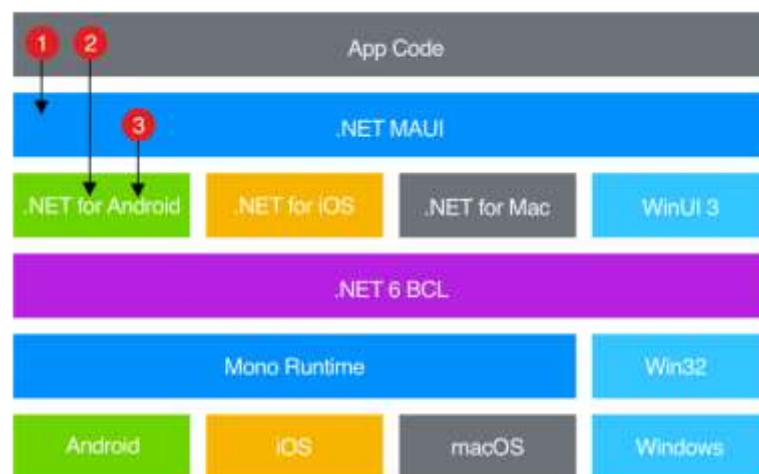 1 2 App Code
3 .NET MAUI
.NET for Android .NET for iOS .NET for Mac WinUI 3
.NET 6 BCL
Mono Runtime Win32
Android iOS macOS Windows